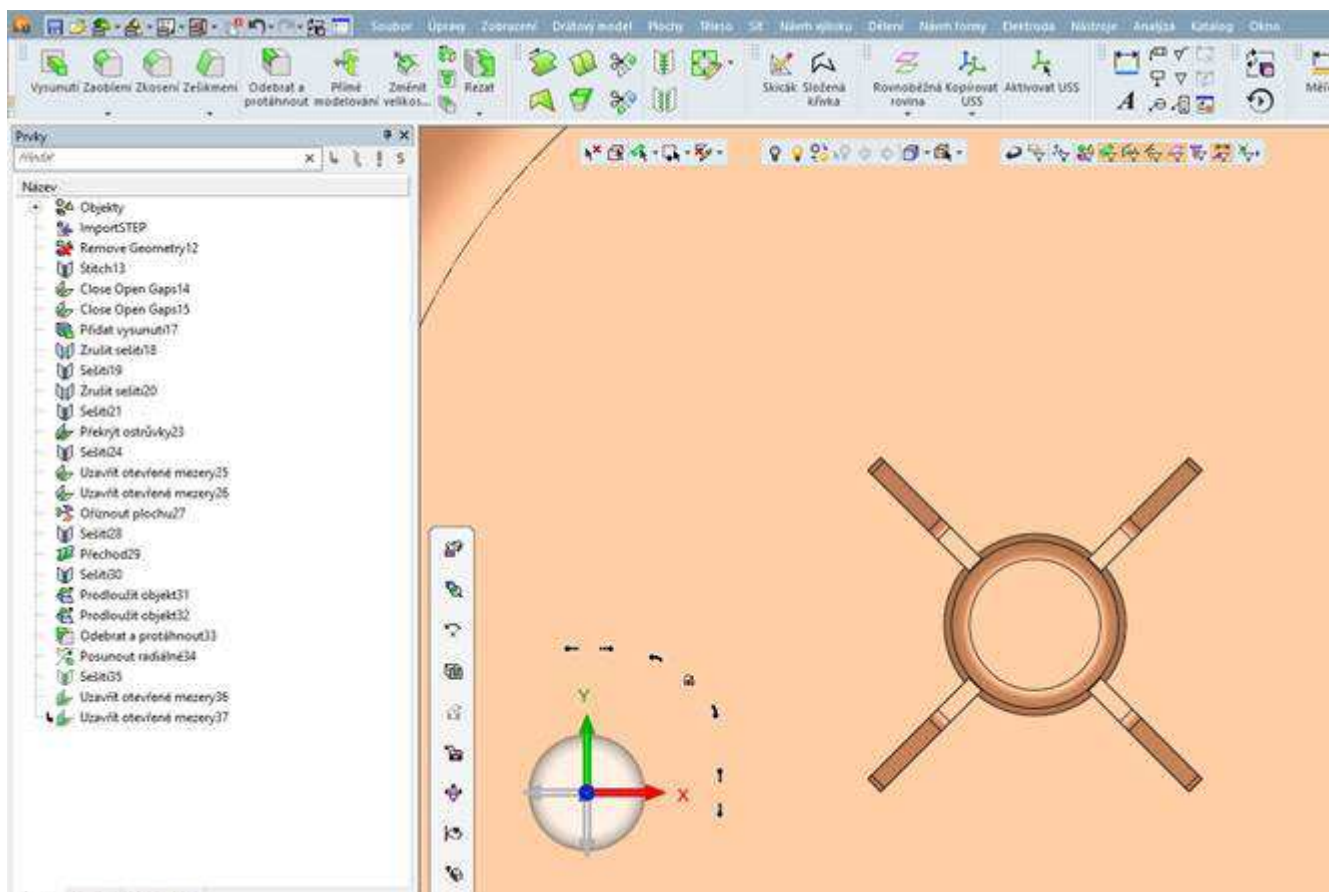 Soubor Úpravy Zobrazení Drátový model Plochy Těleso Síť Návrh výlisku Dělení Návrh formy Elektroda Nástroje Analýza Katalog Okno
Vysunutí Zaoblení Zkosení Zešikmení Odebrat a protáhnout Přímé modelování Změnit velikos... Rezat Skicák Složená křivka Rovnoběžná rovina Kopírovat USS Aktivovat USS
Prvky
Název
Objekty
ImportSTEP
Remove Geometry12
Stitch13
Close Open Gaps14
Close Open Gaps15
Přidat vysunutí17
Zrušit sešití18
Sešití19
Zrušit sešití20
Sešití21
Překrýt ostrůvky23
Sešití24
Uzavřít otevřené mezery25
Uzavřít otevřené mezery26
Oříznout plochu27
Sešití28
Přechod29
Sešití30
Prodloužit objekt31
Prodloužit objekt32
Odebrat a protáhnout33
Posunout radiálně34
Sešití35
Uzavřít otevřené mezery36
Uzavřít otevřené mezery37
Y
X